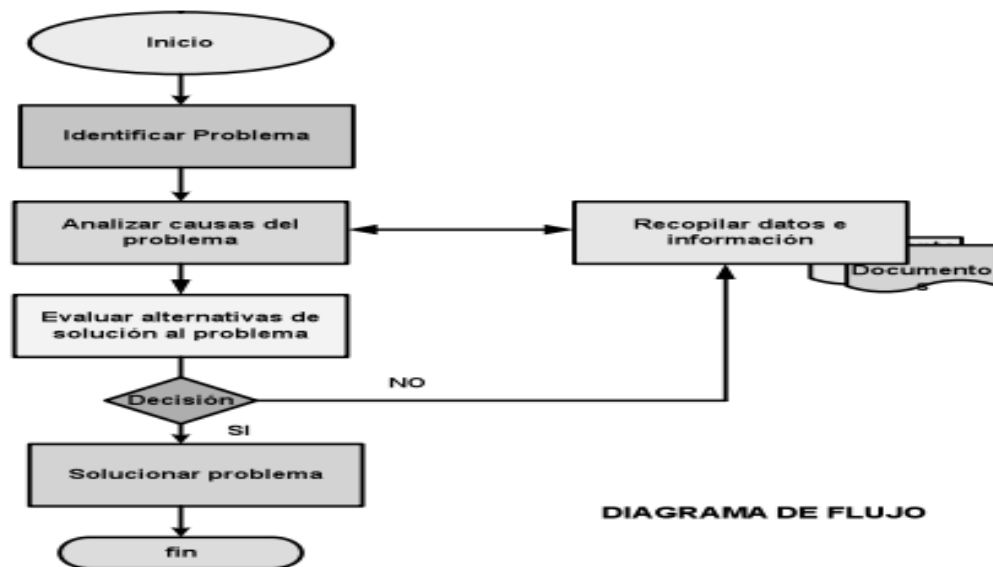 Inicio
Identificar Problema
Analizar causas del
problema
Recopilar datos e
información
Documento
s
Evaluar alternativas de
solución al problema
NO
Decisión
SI
Solucionar problema
DIAGRAMA DE FLUJO
fin